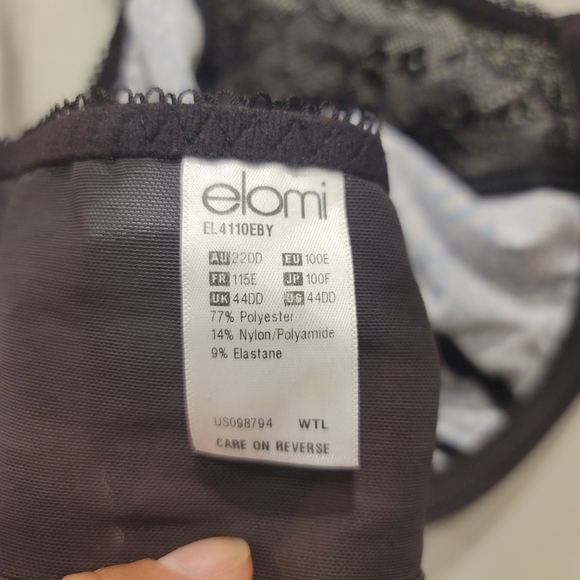 elomi
EL4110EBY
AU 22DD EU 100E
FR 115E JP 100F
UK 44DD US 44DD
77% Polyester
14% Nylon/Polyamide
9% Elastane
US098794 WTL
CARE ON REVERSE